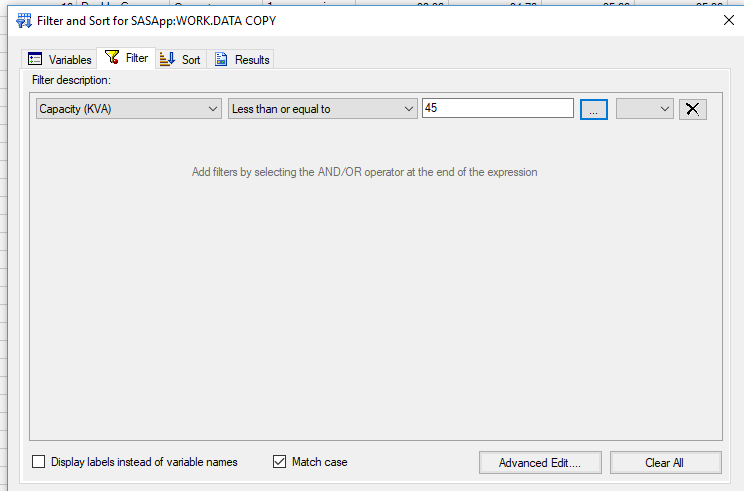 Filter and Sort for SASApp:WORK.DATA COPY
Variables Filter Sort Results
Filter description:
Capacity (KVA) Less than or equal to 45 ...
Add filters by selecting the AND/OR operator at the end of the expression
Display labels instead of variable names Match case Advanced Edit.... Clear All